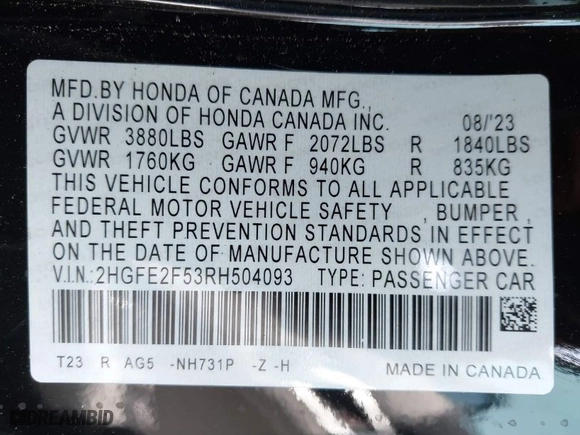 MFD.BY HONDA OF CANADA MFG.,
A DIVISION OF HONDA CANADA INC. 08/'23
GVWR 3880LBS GAWR F 2072LBS R 1840LBS
GVWR 1760KG GAWR F 940KG R 835KG
THIS VEHICLE CONFORMS TO ALL APPLICABLE
FEDERAL MOTOR VEHICLE SAFETY , BUMPER ,
AND THEFT PREVENTION STANDARDS IN EFFECT
ON THE DATE OF MANUFACTURE SHOWN ABOVE.
V.I.N.:2HGFE2F53RH504093 TYPE: PASSENGER CAR
T23 R AG5 -NH731P -Z -H MADE IN CANADA
DREAMBID